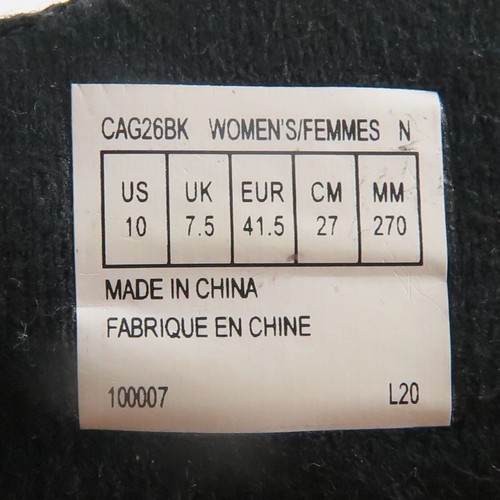 CAG26BK WOMEN'S/FEMMES N
US UK EUR CM MM
10 7.5 41.5 27 270
MADE IN CHINA
FABRIQUE EN CHINE
100007 L20